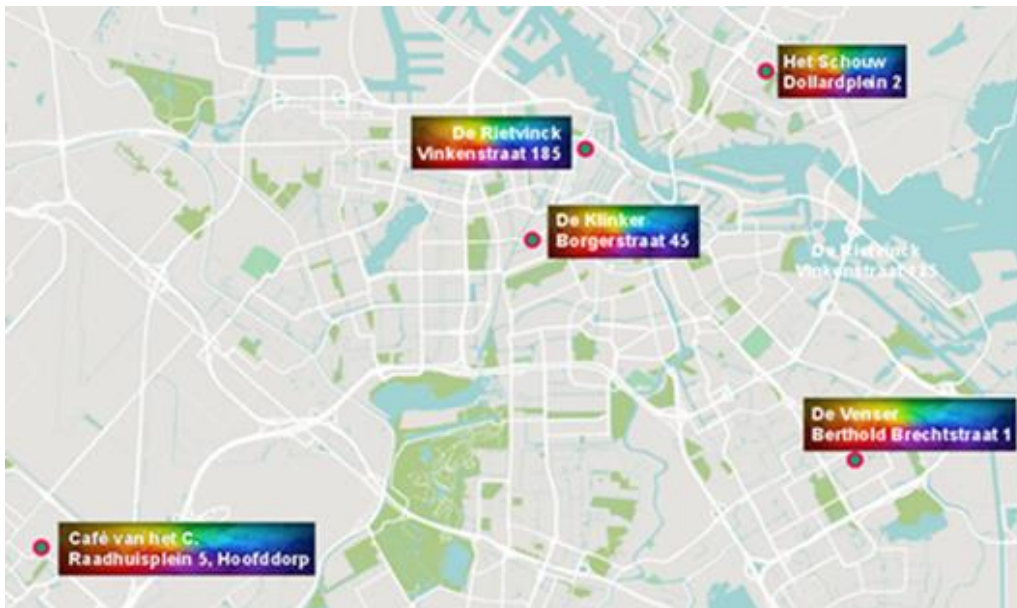 Het Schouw
Dollardplein 2
De Rietvinck
Vinkenstraat 185
De Klinker
Borgerstraat 45
De Rietvinck
Vinkenstraat 185
De Venser
Berthold Brechtstraat 1
Café van het C.
Raadhuisplein 5, Hoofddorp